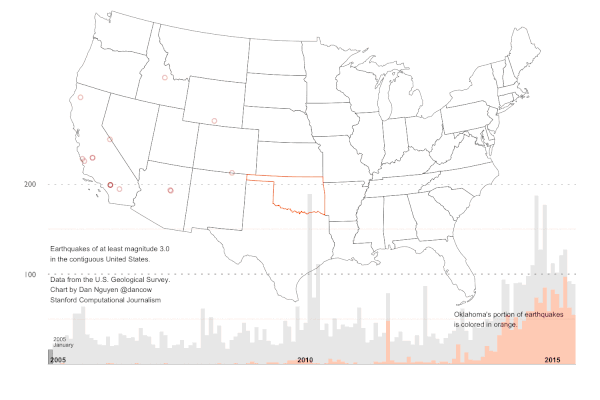 200
Earthquakes of at least magnitude 3.0
in the contiguous United States.
100
Data from the U.S. Geological Survey.
Chart by Dan Nguyen @dancow
Stanford Computational Journalism
Oklahoma's portion of earthquakes
is colored in orange.
2005
January
2005
2010
2015